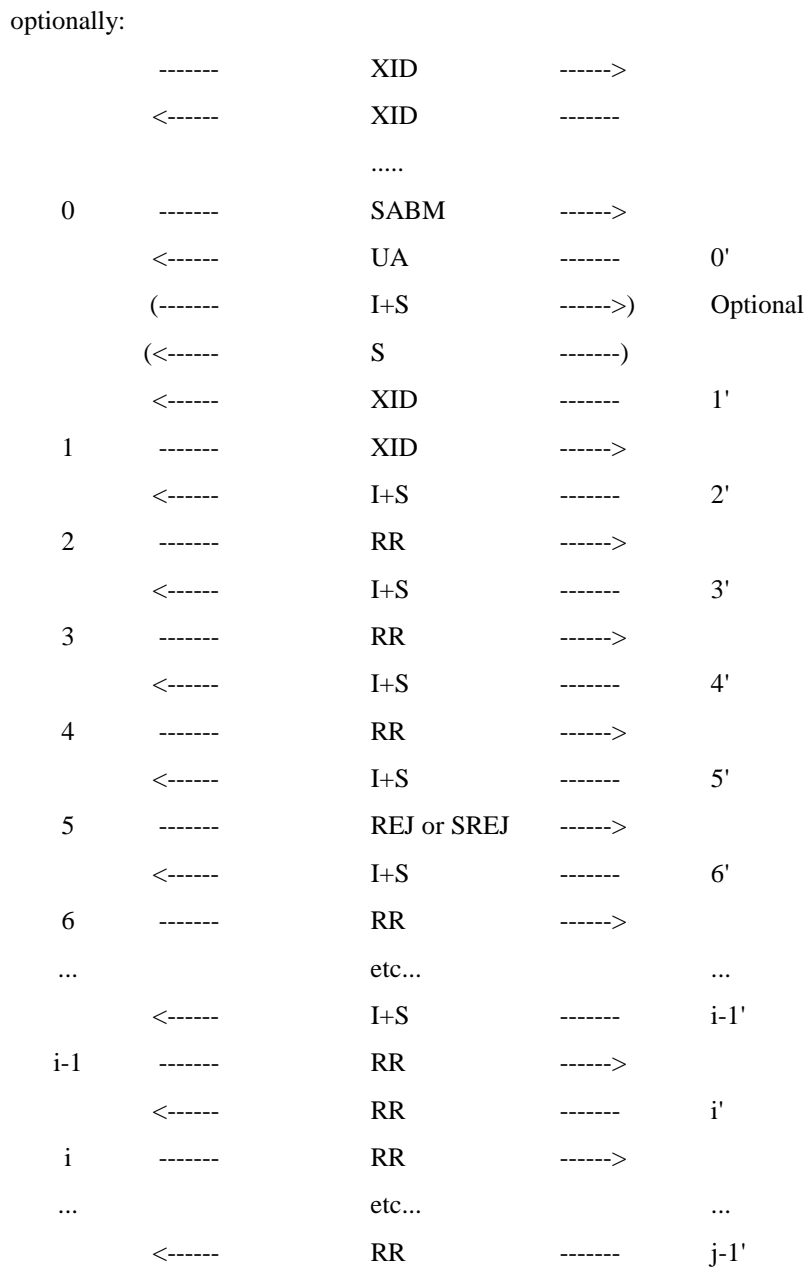 optionally:
------- XID ------>
<------ XID -------
.....
0 ------- SABM ------>
<------ UA ------- 0'
(------- I+S ------>) Optional
(<------ S -------)
<------ XID ------- 1'
1 ------- XID ------>
<------ I+S ------- 2'
2 ------- RR ------>
<------ I+S ------- 3'
3 ------- RR ------>
<------ I+S ------- 4'
4 ------- RR ------>
<------ I+S ------- 5'
5 ------- REJ or SREJ ------>
<------ I+S ------- 6'
6 ------- RR ------>
... etc... ...
<------ I+S ------- i-1'
i-1 ------- RR ------>
<------ RR ------- i'
i ------- RR ------>
... etc... ...
<------ RR ------- j-1'